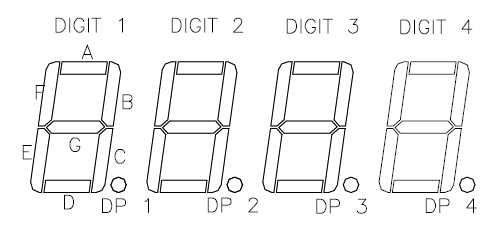 DIGIT 1 DIGIT 2 DIGIT 3 DIGIT 4
A
F B
G
E C
D DP 1 DP 2 DP 3 DP 4